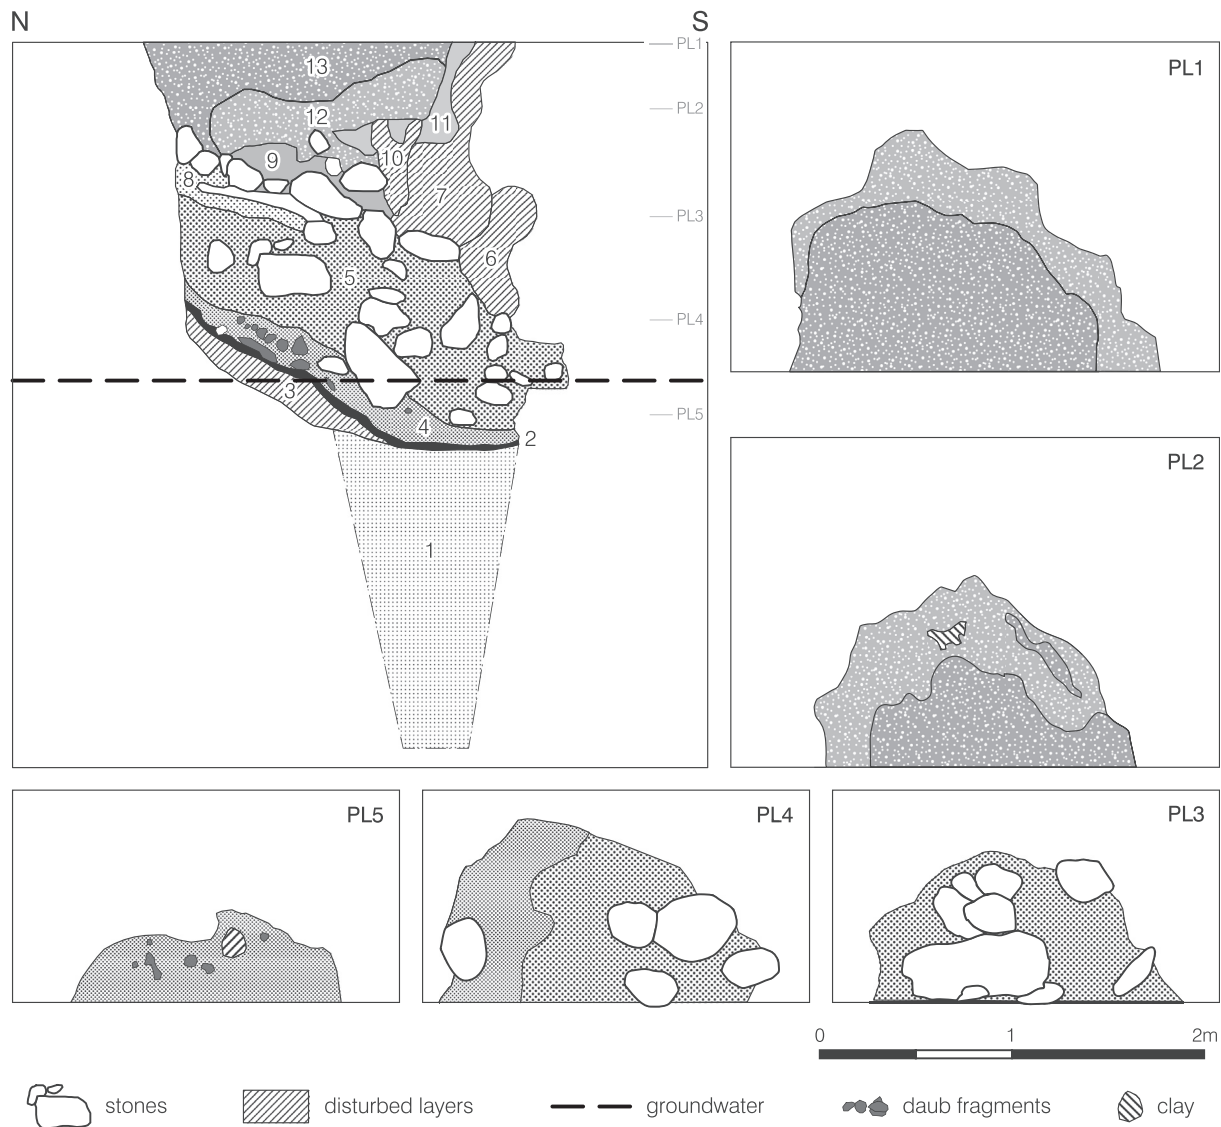 N
S
PL1
PL2
PL3
PL4
PL5
13
12
11
10
9
8
7
6
5
3
4
2
1
PL1
PL2
PL5
PL4
PL3
0 1 2m
stones
disturbed layers
groundwater
daub fragments
clay